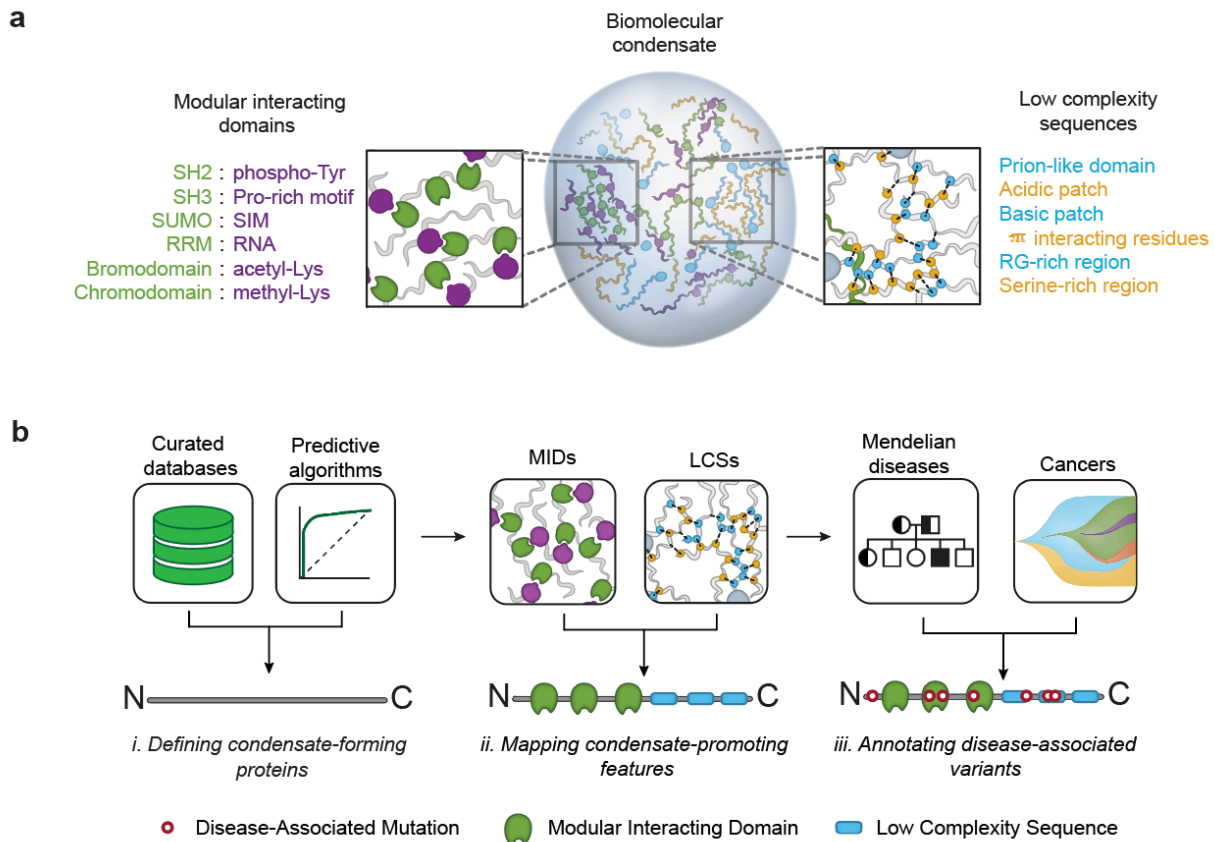 a
Biomolecular
condensate
Modular interacting
domains
SH2 : phospho-Tyr
SH3 : Pro-rich motif
SUMO : SIM
RRM : RNA
Bromodomain : acetyl-Lys
Chromodomain : methyl-Lys
Low complexity
sequences
Prion-like domain
Acidic patch
Basic patch
π interacting residues
RG-rich region
Serine-rich region
b
Curated
databases
Predictive
algorithms
MIDs
LCSs
Mendelian
diseases
Cancers
N
C
i. Defining condensate-forming
proteins
N
C
ii. Mapping condensate-promoting
features
N
C
iii. Annotating disease-associated
variants
Disease-Associated Mutation
Modular Interacting Domain
Low Complexity Sequence